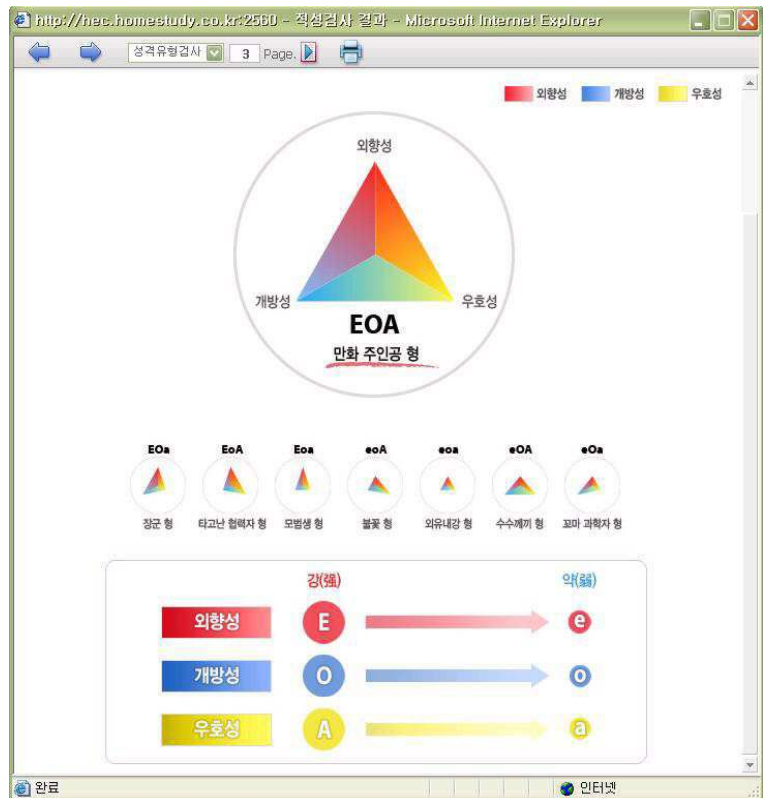 http://hec.homestudy.co.kr:2560 - 적성검사 결과 - Microsoft Internet Explorer
성격유형검사 3 Page.
외향성 개방성 우호성
외향성
개방성 우호성
EOA
만화 주인공 형
EOa EoA Eoa eoA eoa eOA eOa
장군 형 타고난 협력자 형 모범생 형 불꽃 형 외유내강 형 수수께끼 형 꼬마 과학자 형
강(强) 약(弱)
외향성 E e
개방성 O o
우호성 A a
완료 인터넷